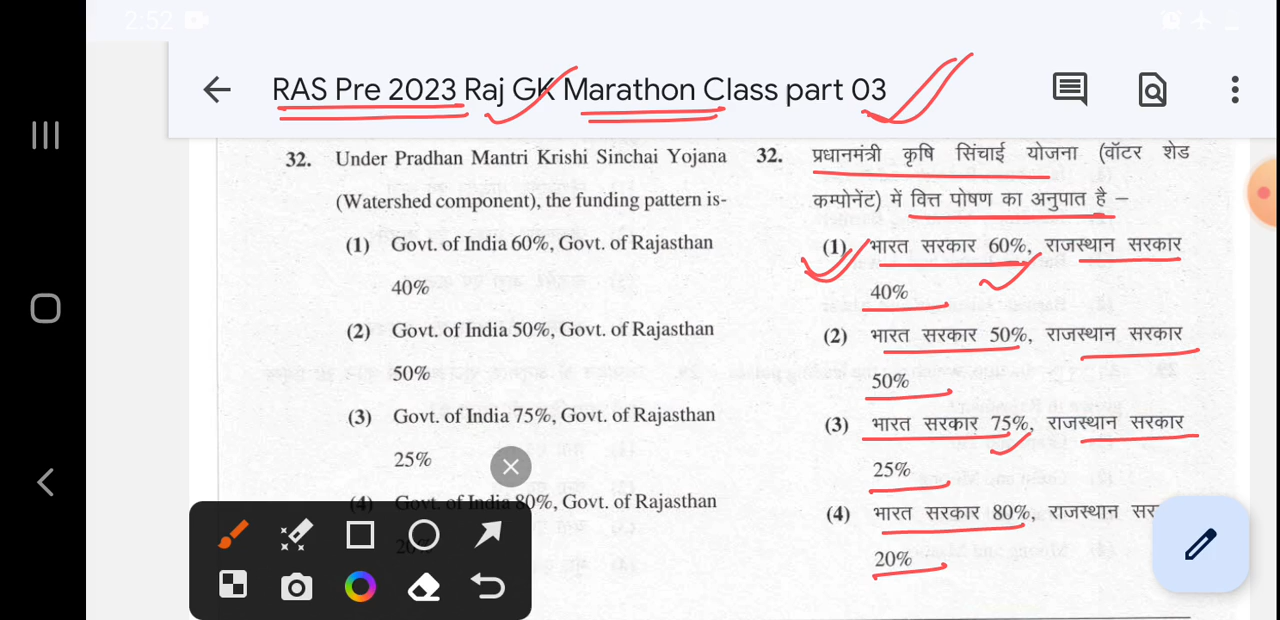 2:52
RAS Pre 2023 Raj GK Marathon Class part 03
32. Under Pradhan Mantri Krishi Sinchai Yojana
(Watershed component), the funding pattern is-
(1) Govt. of India 60%, Govt. of Rajasthan
40%
(2) Govt. of India 50%, Govt. of Rajasthan
50%
(3) Govt. of India 75%, Govt. of Rajasthan
25%
(4) Govt. of India 80%, Govt. of Rajasthan
20%
32. प्रधानमंत्री कृषि सिंचाई योजना (वॉटर शेड
कम्पोनेंट) में वित्त पोषण का अनुपात है –
(1) भारत सरकार 60%, राजस्थान सरकार
40%
(2) भारत सरकार 50%, राजस्थान सरकार
50%
(3) भारत सरकार 75%, राजस्थान सरकार
25%
(4) भारत सरकार 80%, राजस्थान
20%